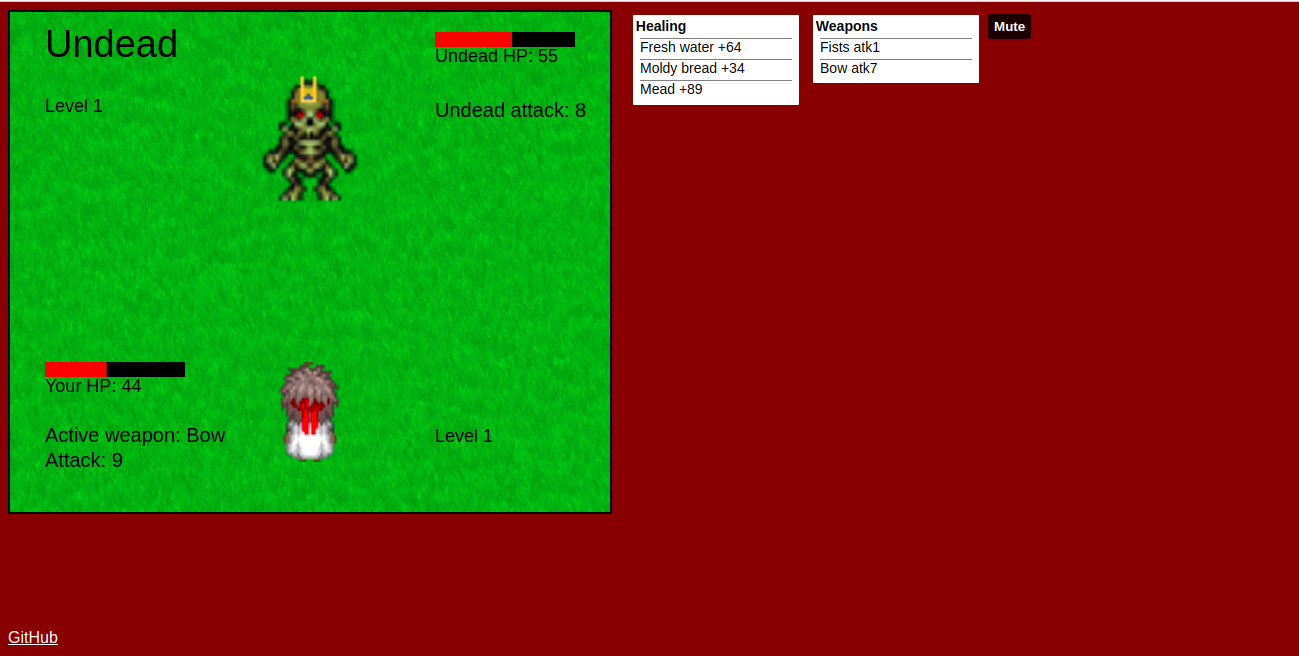 Undead
Undead HP: 55
Level 1
Undead attack: 8
Your HP: 44
Active weapon: Bow
Attack: 9
Level 1
Healing
Fresh water +64
Moldy bread +34
Mead +89
Weapons
Fists atk1
Bow atk7
Mute
GitHub